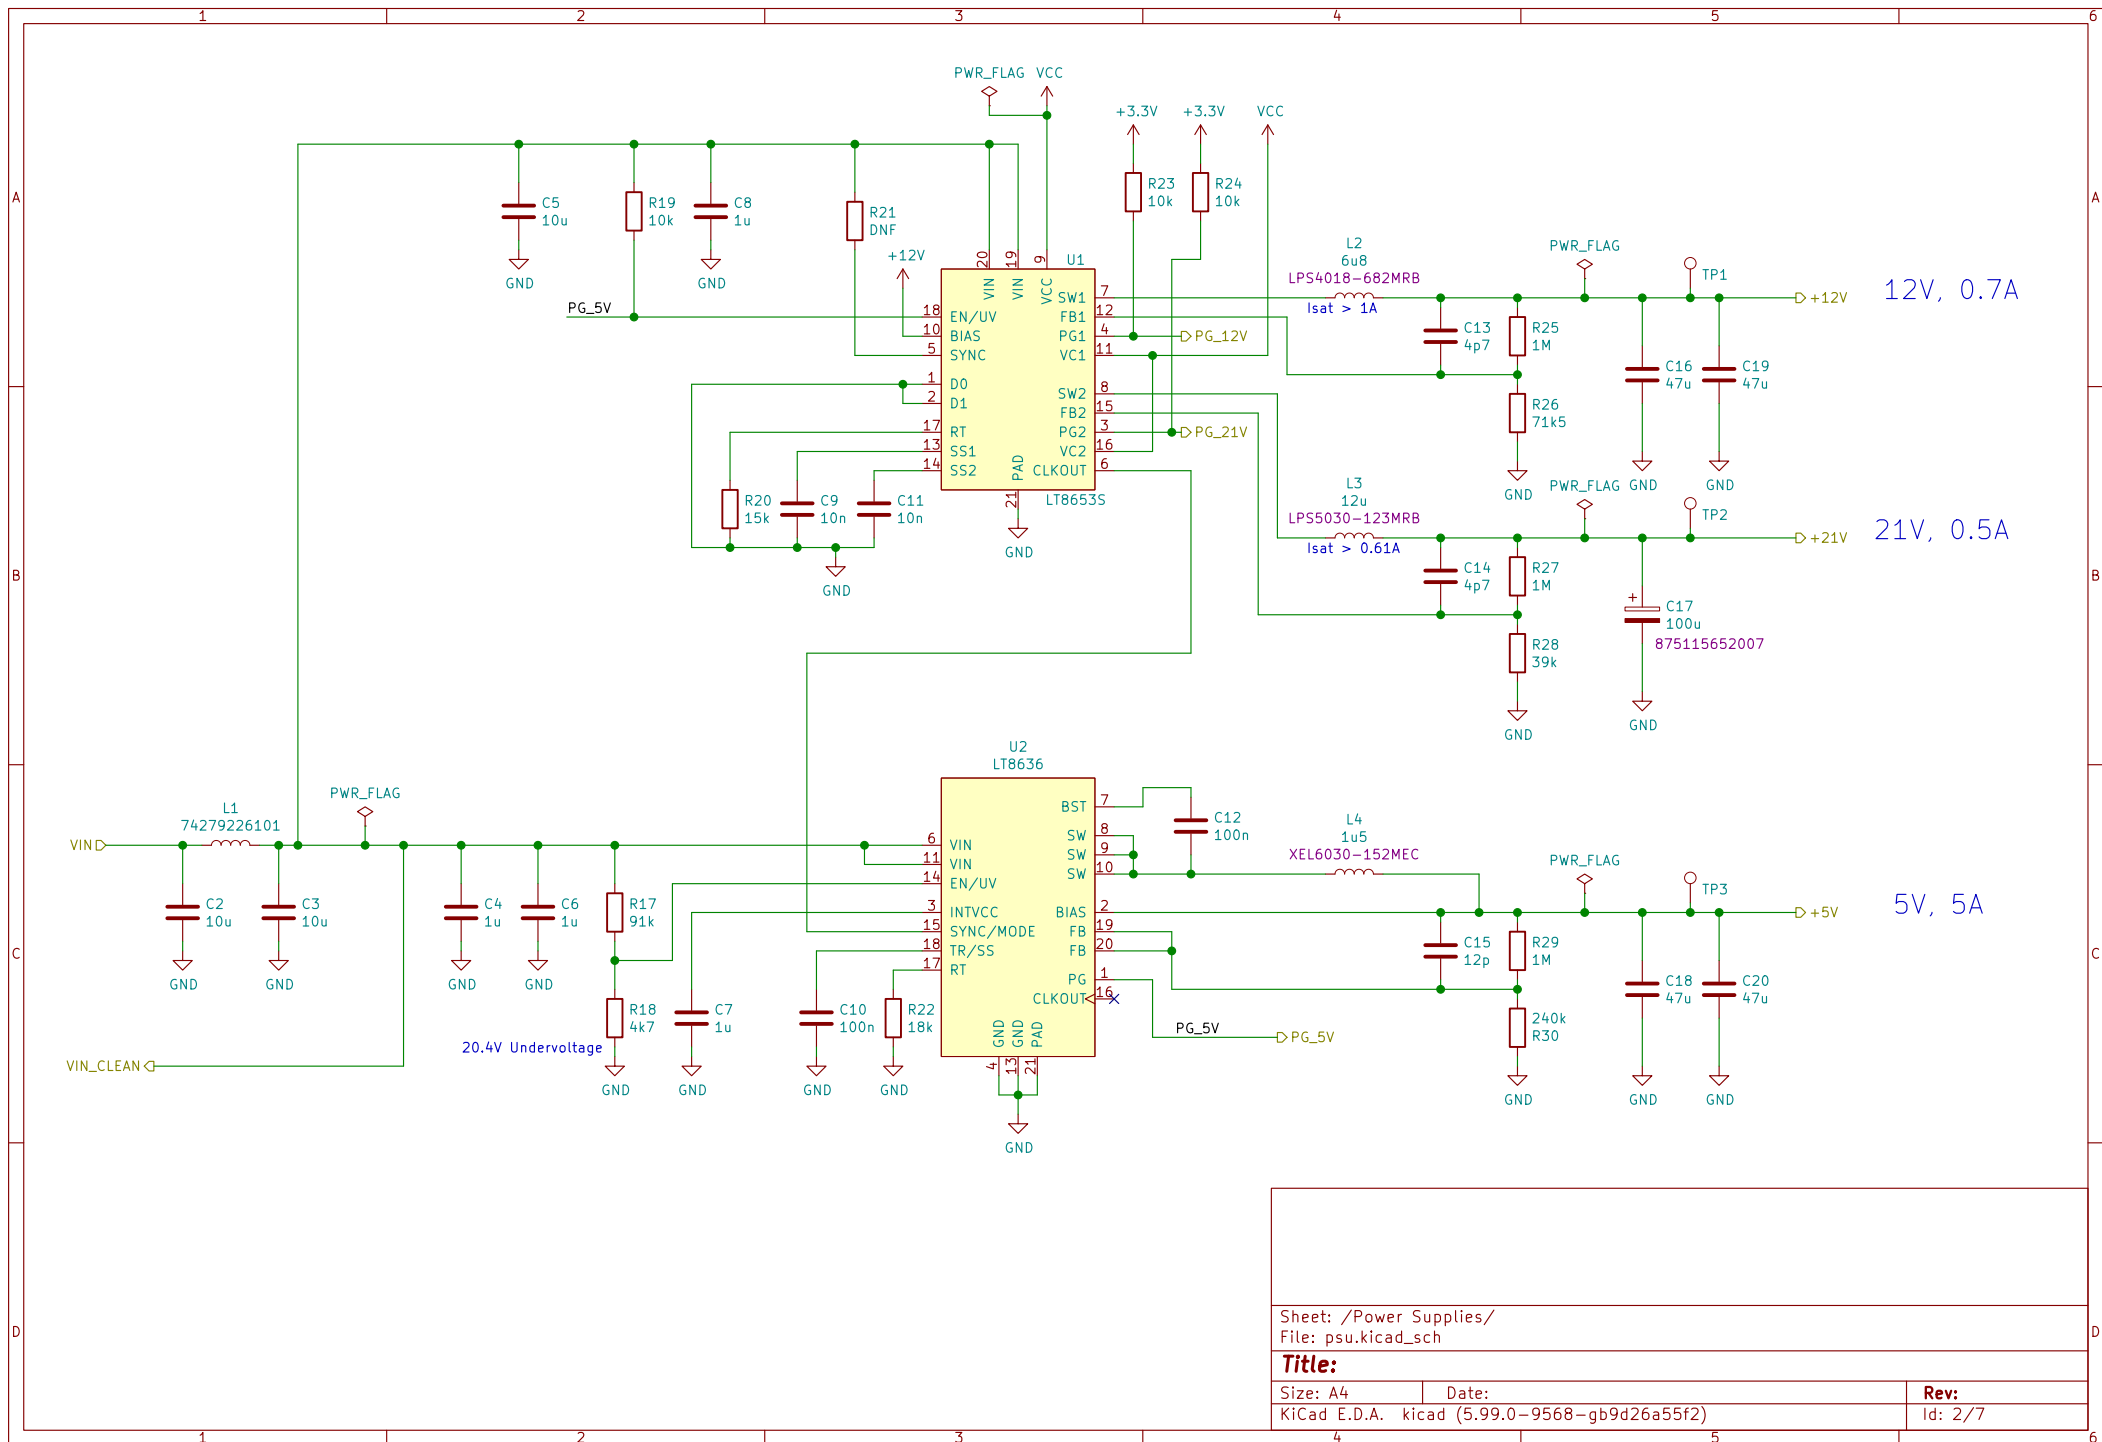 1 2 3 4 5 6
PWR_FLAG VCC
+3.3V +3.3V VCC
A A
C5
10u
GND
R19
10k
C8
1u
GND
R21
DNF
+12V
PG_5V
R23
10k
R24
10k
U1
20 19 9
VIN VIN VCC
18 EN/UV
10 BIAS
5 SYNC
1 D0
2 D1
17 RT
13 SS1
14 SS2
SW1 7
FB1 12
PG1 4
VC1 11
SW2 8
FB2 15
PG2 3
VC2 16
CLKOUT 6
PAD
21
LT8653S
GND
PG_12V
PG_21V
L2
6u8
LPS4018-682MRB
Isat > 1A
PWR_FLAG
TP1
+12V
12V, 0.7A
C13
4p7
R25
1M
R26
71k5
GND
C16
47u
GND
C19
47u
GND
R20
15k
C9
10n
C11
10n
GND
B B
L3
12u
LPS5030-123MRB
Isat > 0.61A
PWR_FLAG
TP2
+21V
21V, 0.5A
C14
4p7
R27
1M
R28
39k
GND
+
C17
100u
875115652007
GND
U2
LT8636
VIN
L1
74279226101
PWR_FLAG
C2
10u
GND
C3
10u
GND
C4
1u
GND
C6
1u
GND
R17
91k
R18
4k7
GND
20.4V Undervoltage
VIN_CLEAN
C7
1u
GND
C10
100n
GND
R22
18k
GND
6 VIN
11 VIN
14 EN/UV
3 INTVCC
15 SYNC/MODE
18 TR/SS
17 RT
BST 7
SW 8
SW 9
SW 10
BIAS 2
FB 19
FB 20
PG 1
CLKOUT 16
GND GND PAD
4 13 21
GND
C12
100n
L4
1u5
XEL6030-152MEC
PWR_FLAG
TP3
+5V
5V, 5A
PG_5V
PG_5V
C15
12p
R29
1M
240k
R30
GND
C18
47u
GND
C20
47u
GND
C C
D D
Sheet: /Power Supplies/
File: psu.kicad_sch
Title:
Size: A4 Date: Rev:
KiCad E.D.A. kicad (5.99.0-9568-gb9d26a55f2) Id: 2/7
1 2 3 4 5 6